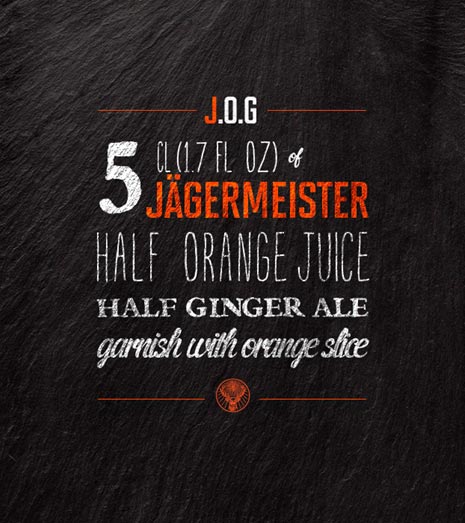 J.O.G
5 CL (1.7 FL OZ) of
JÄGERMEISTER
HALF ORANGE JUICE
HALF GINGER ALE
garnish with orange slice